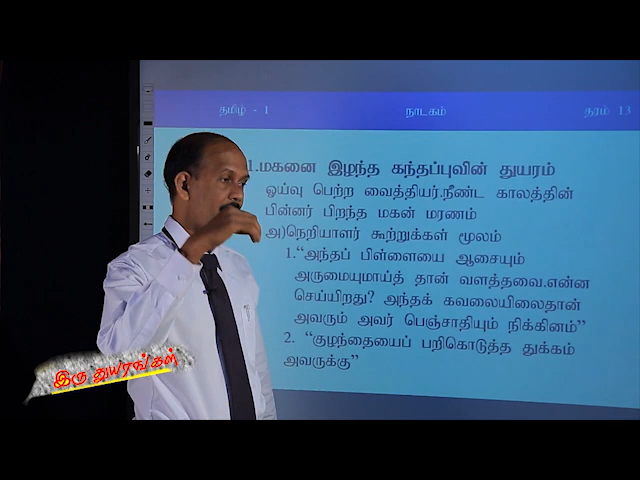 தமிழ் - 1 நாடகம் தரம் 13
1.மகனை இழந்த கந்தப்புவின் துயரம்
ஓய்வு பெற்ற வைத்தியர்.நீண்ட காலத்தின்
பின்னர் பிறந்த மகன் மரணம்
அ)நெறியாளர் கூற்றுக்கள் மூலம்
1.“அந்தப் பிள்ளையை ஆசையும்
அருமையுமாய்த் தான் வளத்தவை.என்ன
செய்யிறது? அந்தக் கவலையிலைதான்
அவரும் அவர் பெஞ்சாதியும் நிக்கினம்”
2. “குழந்தையைப் பறிகொடுத்த துக்கம்
அவருக்கு”
இரு துயரங்கள்